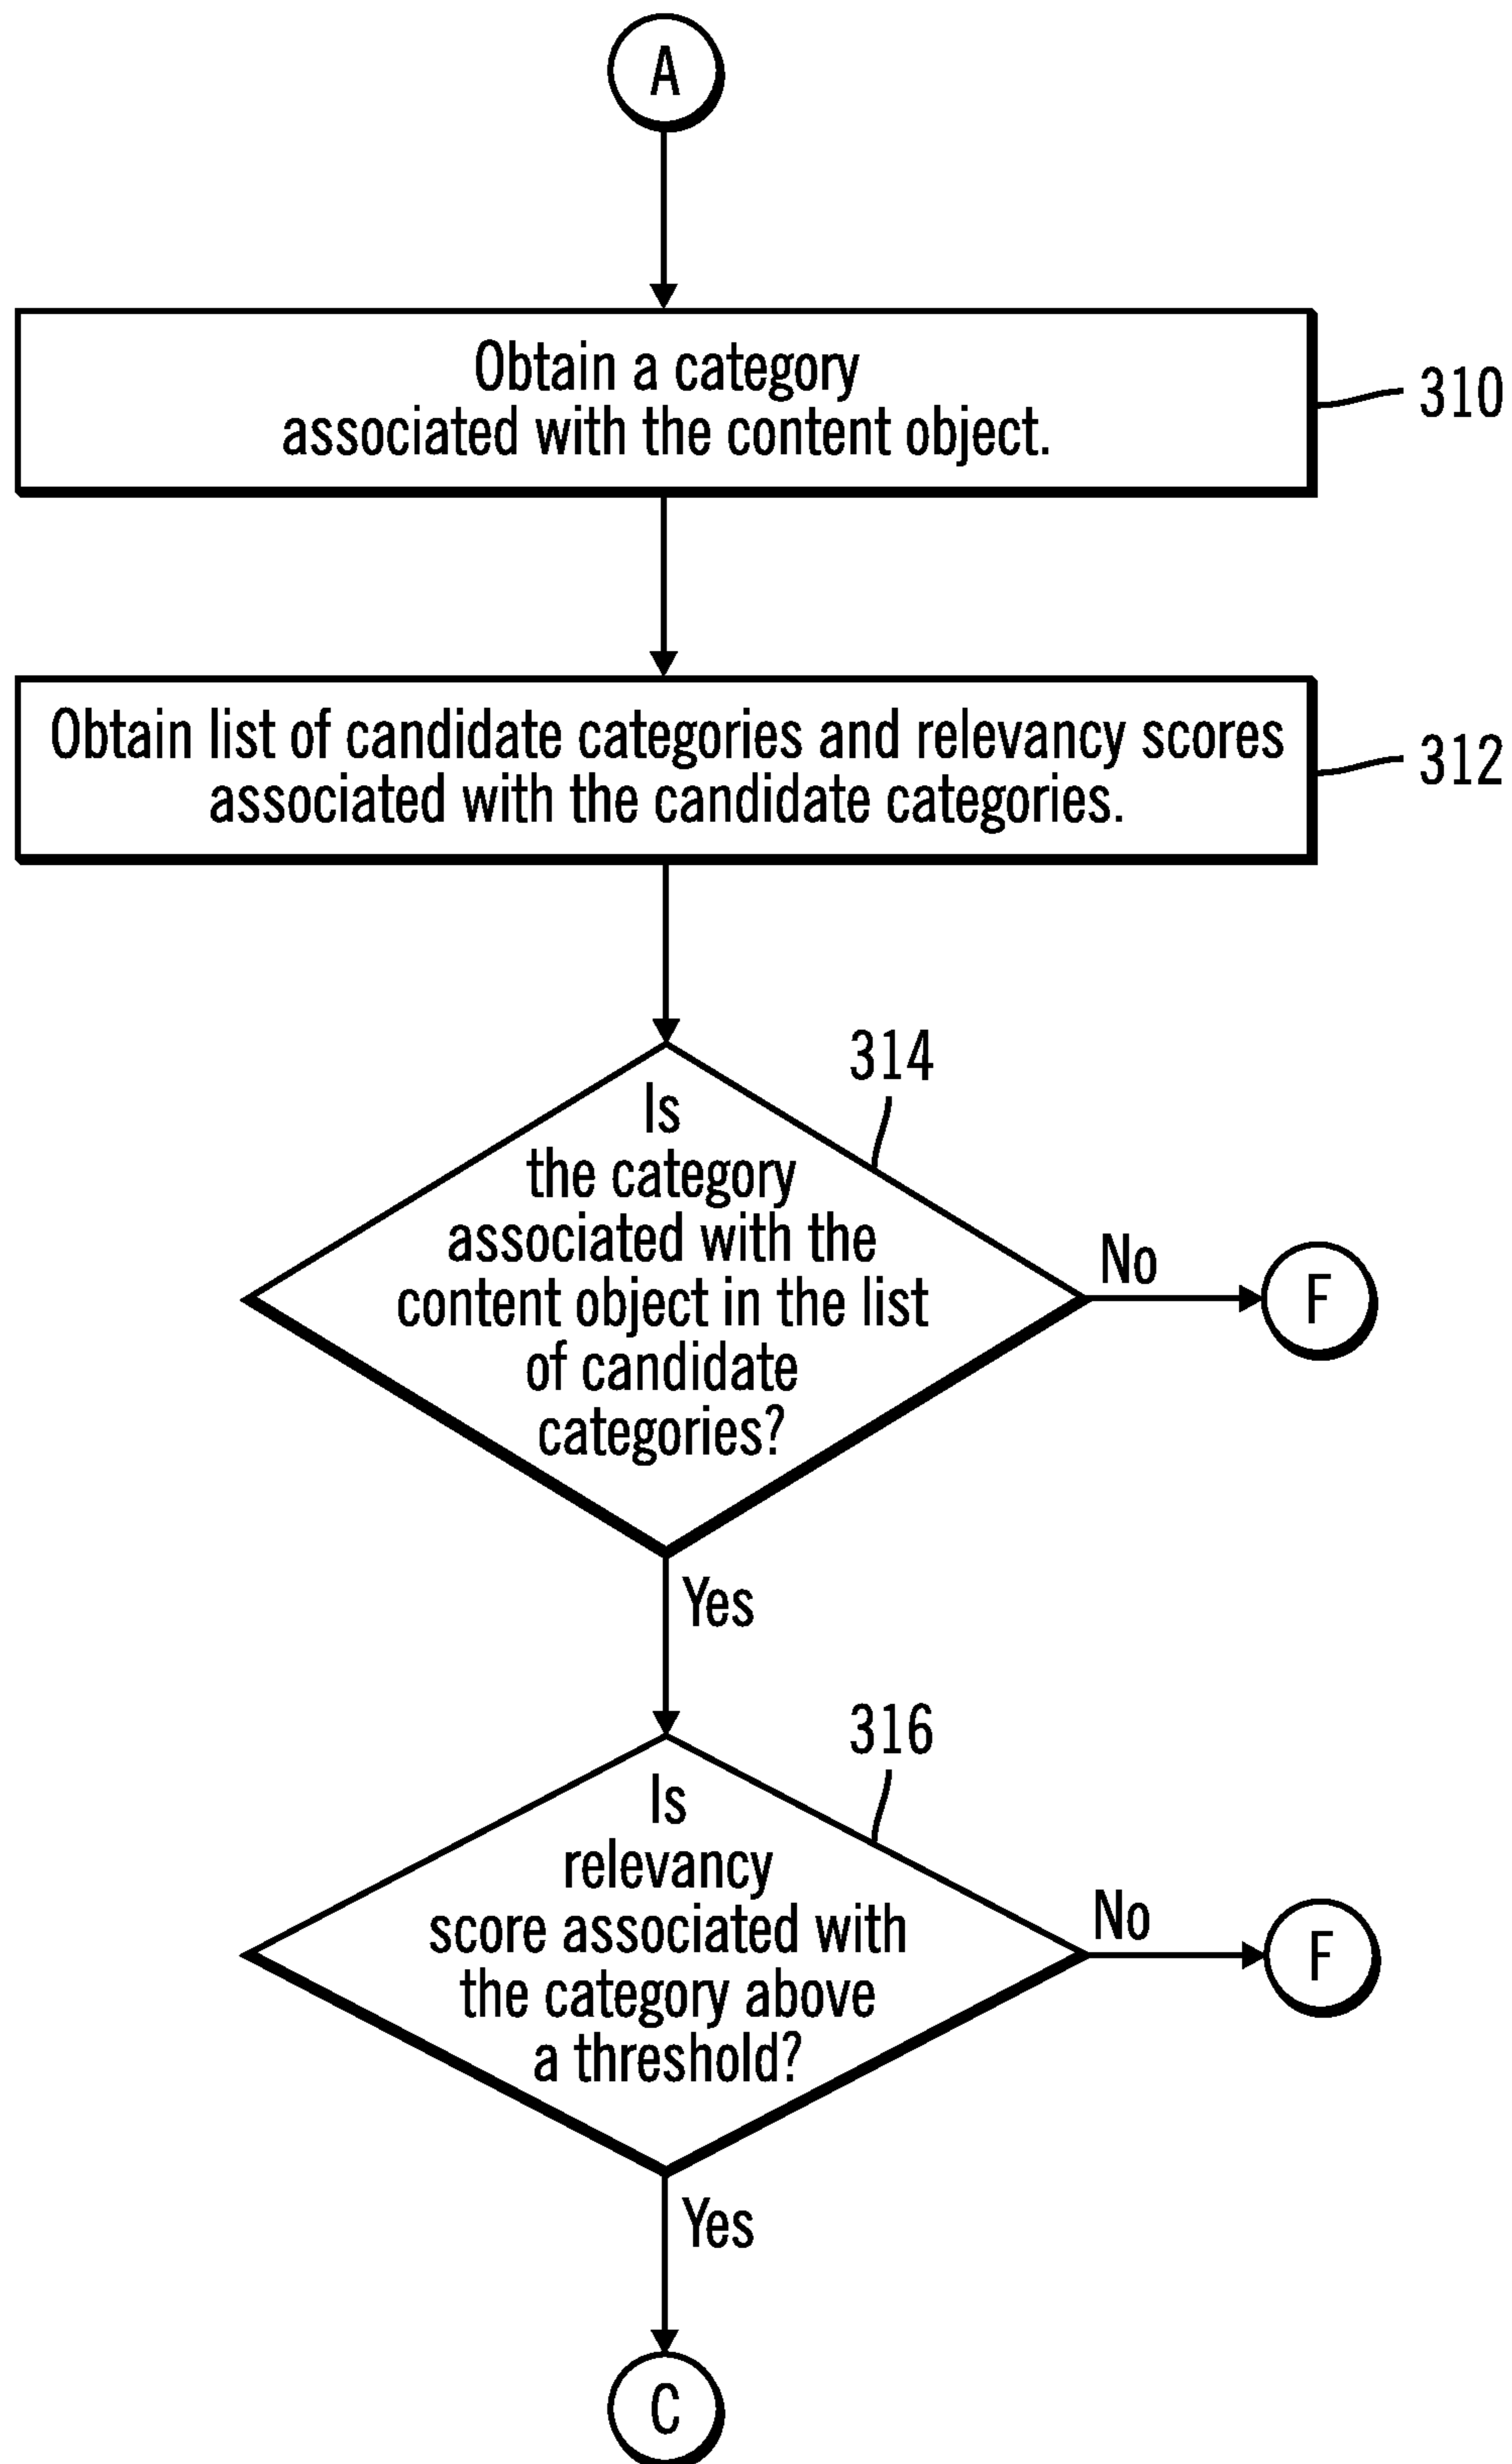 A
Obtain a category
associated with the content object.
310
Obtain list of candidate categories and relevancy scores
associated with the candidate categories.
312
314
Is
the category
associated with the
content object in the list
of candidate
categories?
No
F
Yes
316
Is
relevancy
score associated with
the category above
a threshold?
No
F
Yes
C